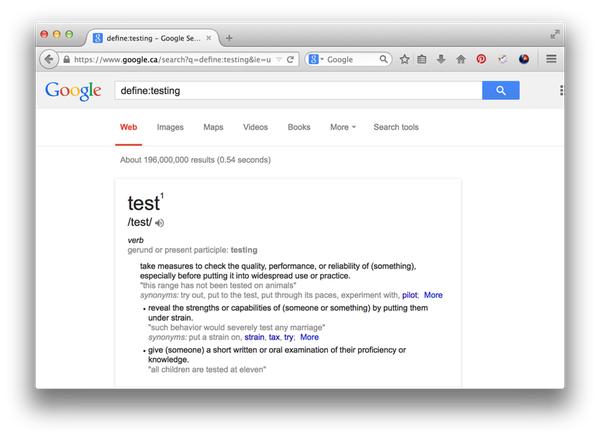 define:testing - Google Se...
https://www.google.ca/search?q=define:testing&ie=u
Google
Google
define:testing
Web Images Maps Videos Books More Search tools
About 196,000,000 results (0.54 seconds)
test1
/test/
verb
gerund or present participle: testing
take measures to check the quality, performance, or reliability of (something),
especially before putting it into widespread use or practice.
"this range has not been tested on animals"
synonyms: try out, put to the test, put through its paces, experiment with, pilot; More
• reveal the strengths or capabilities of (someone or something) by putting them
under strain.
"such behavior would severely test any marriage"
synonyms: put a strain on, strain, tax, try; More
• give (someone) a short written or oral examination of their proficiency or
knowledge.
"all children are tested at eleven"